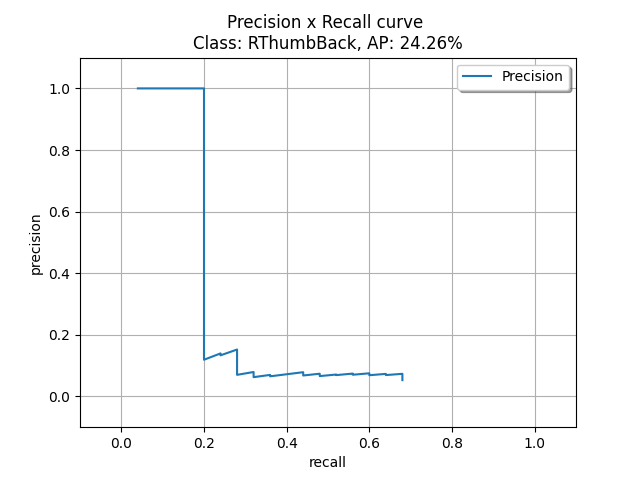 Precision x Recall curve
Class: RThumbBack, AP: 24.26%
Precision
1.0
0.8
0.6
0.4
0.2
0.0
precision
0.0 0.2 0.4 0.6 0.8 1.0
recall